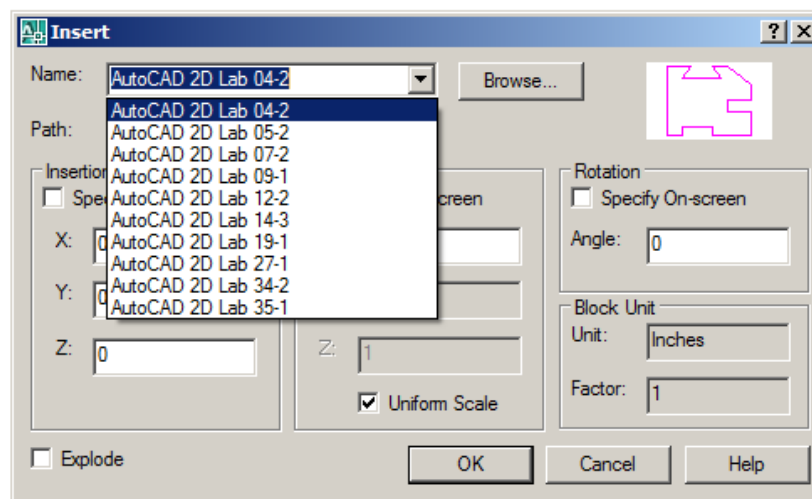 Insert
Name:
AutoCAD 2D Lab 04-2
Browse...
AutoCAD 2D Lab 04-2
AutoCAD 2D Lab 05-2
AutoCAD 2D Lab 07-2
AutoCAD 2D Lab 09-1
AutoCAD 2D Lab 12-2
AutoCAD 2D Lab 14-3
AutoCAD 2D Lab 19-1
AutoCAD 2D Lab 27-1
AutoCAD 2D Lab 34-2
AutoCAD 2D Lab 35-1
Path:
Insertion
X: 0
Y: 0
Z: 0
Z: 1
Uniform Scale
Rotation
Specify On-screen
Angle: 0
Block Unit
Unit: Inches
Factor: 1
Explode
OK
Cancel
Help